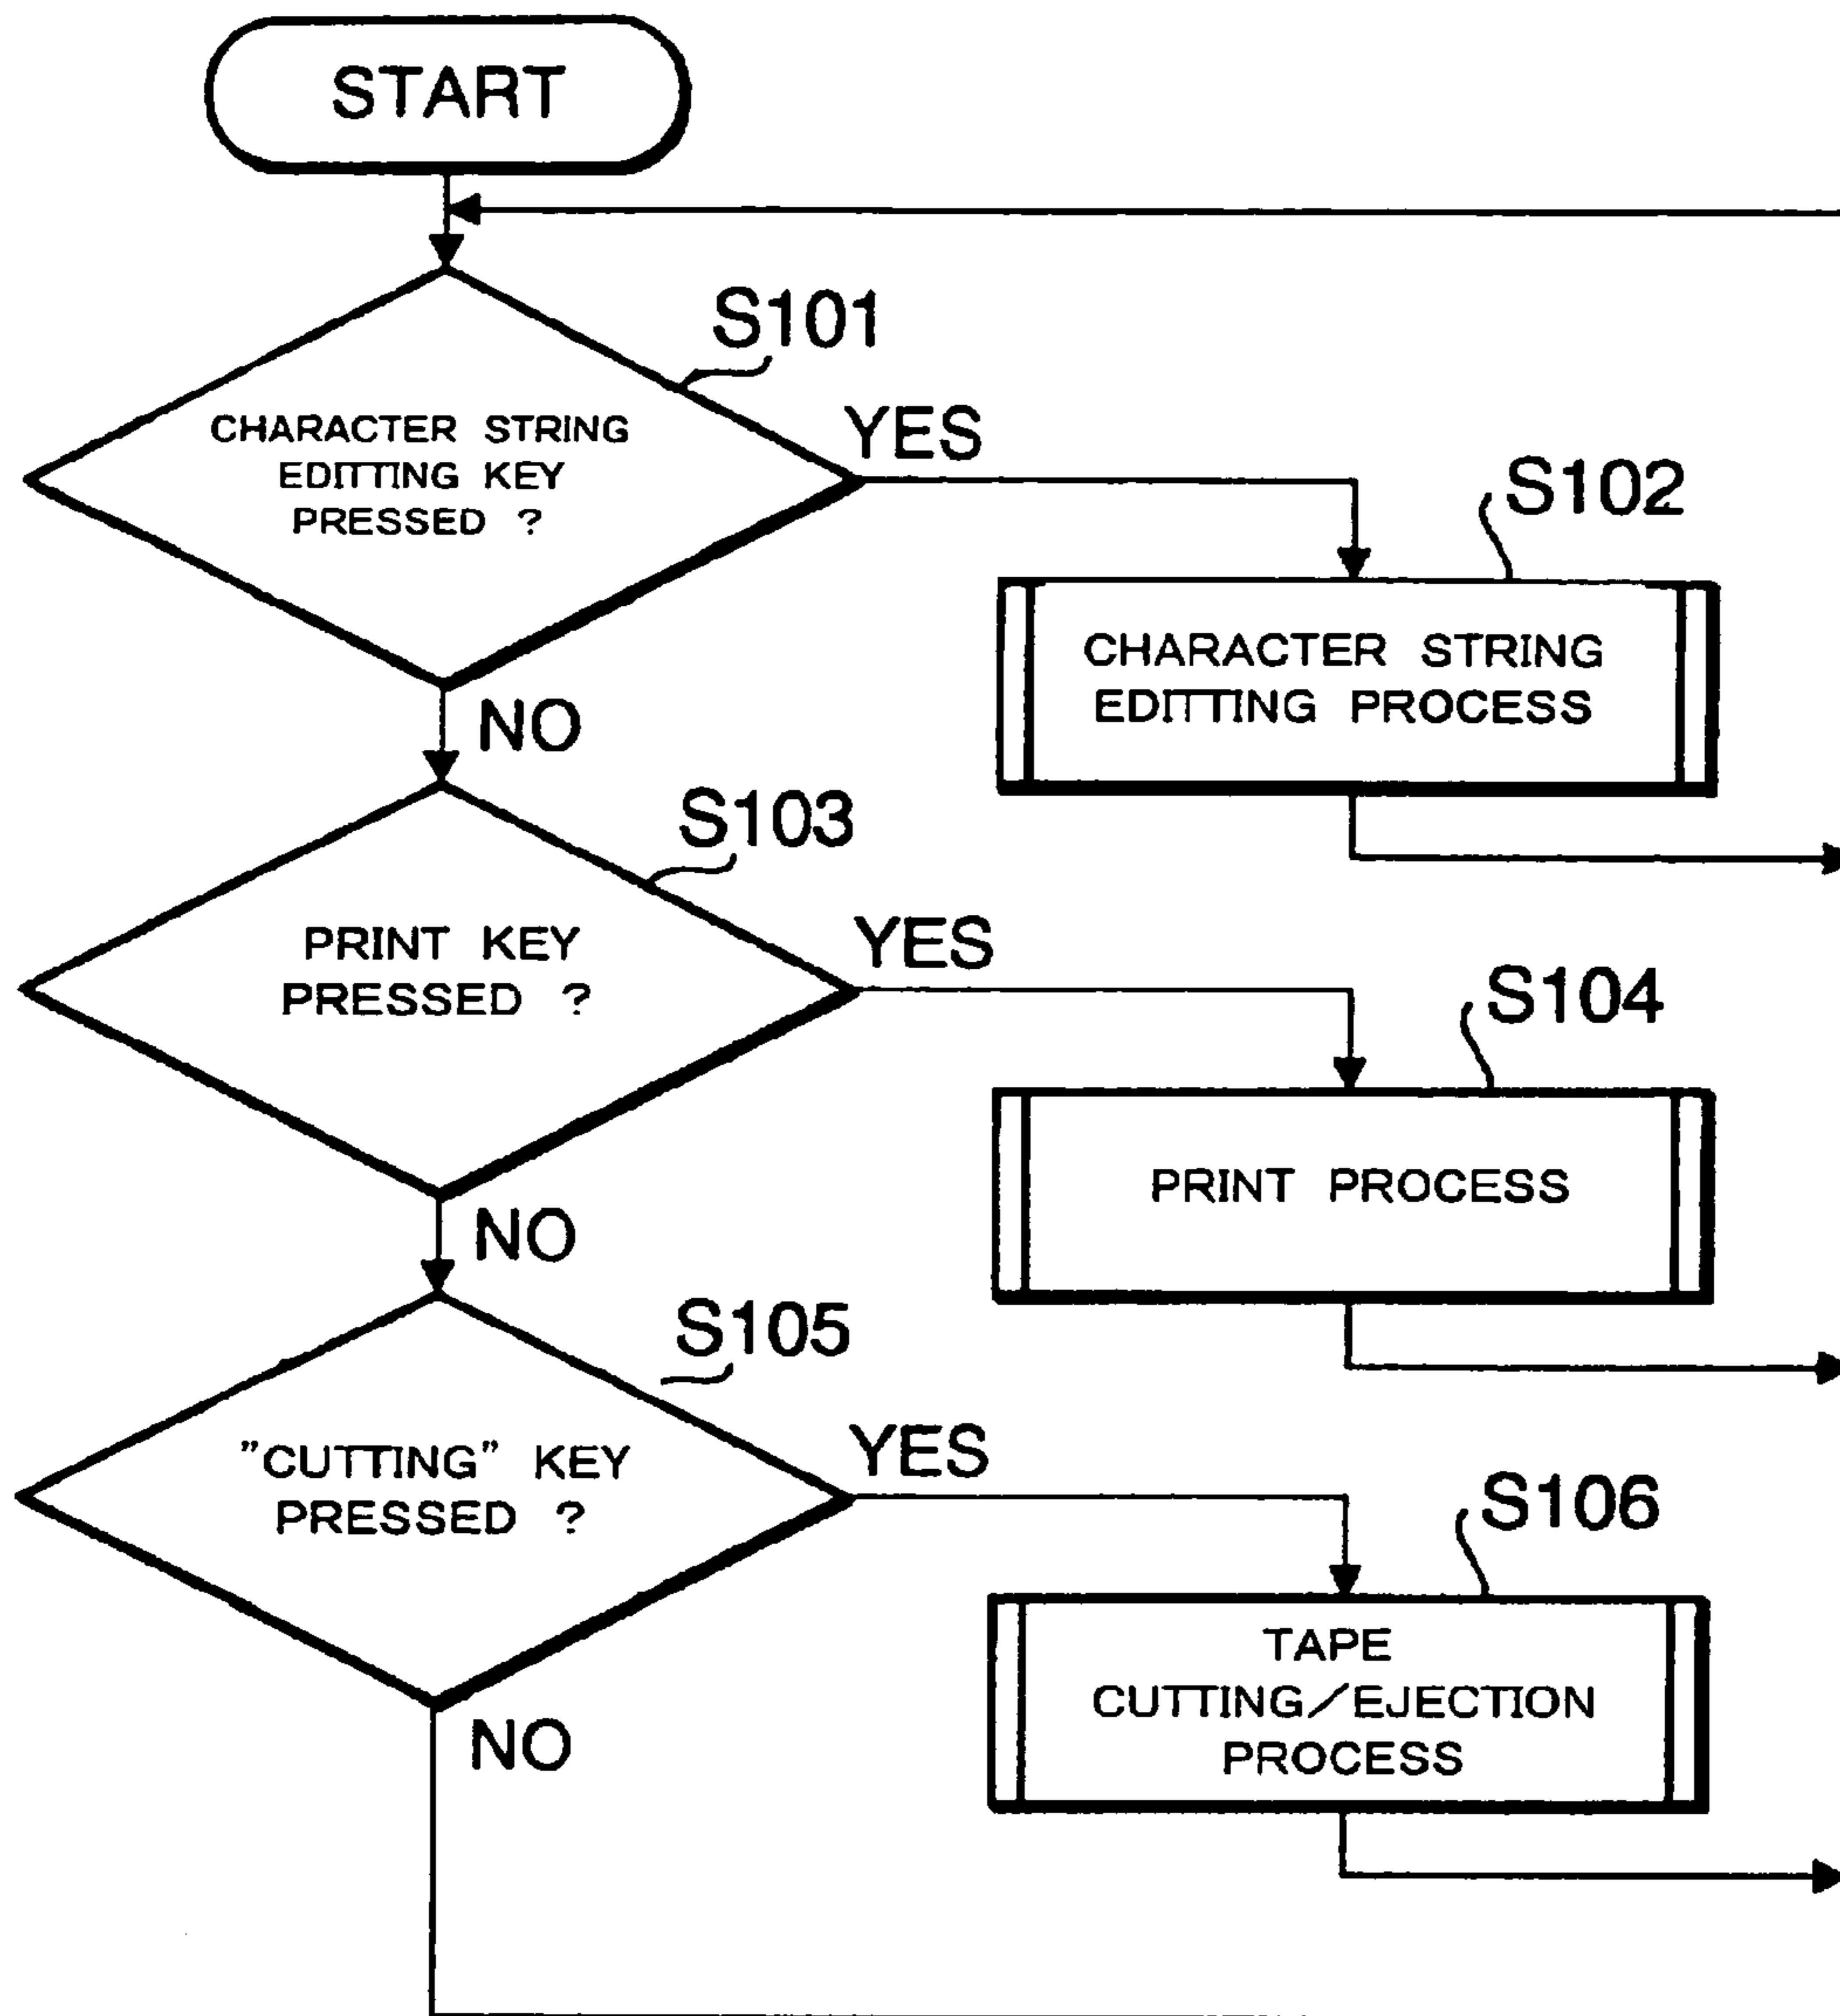 START
S101
CHARACTER STRING
EDITTING KEY
PRESSED ?
YES
S102
CHARACTER STRING
EDITTING PROCESS
NO
S103
PRINT KEY
PRESSED ?
YES
S104
PRINT PROCESS
NO
S105
"CUTTING" KEY
PRESSED ?
YES
S106
TAPE
CUTTING/EJECTION
PROCESS
NO